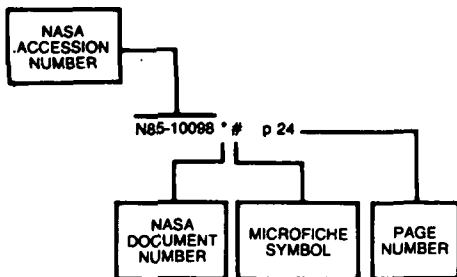 NASA
.ACCESSION
NUMBER
N85-10098 * # p 24
NASA
DOCUMENT
NUMBER
MICROFICHE
SYMBOL
PAGE
NUMBER